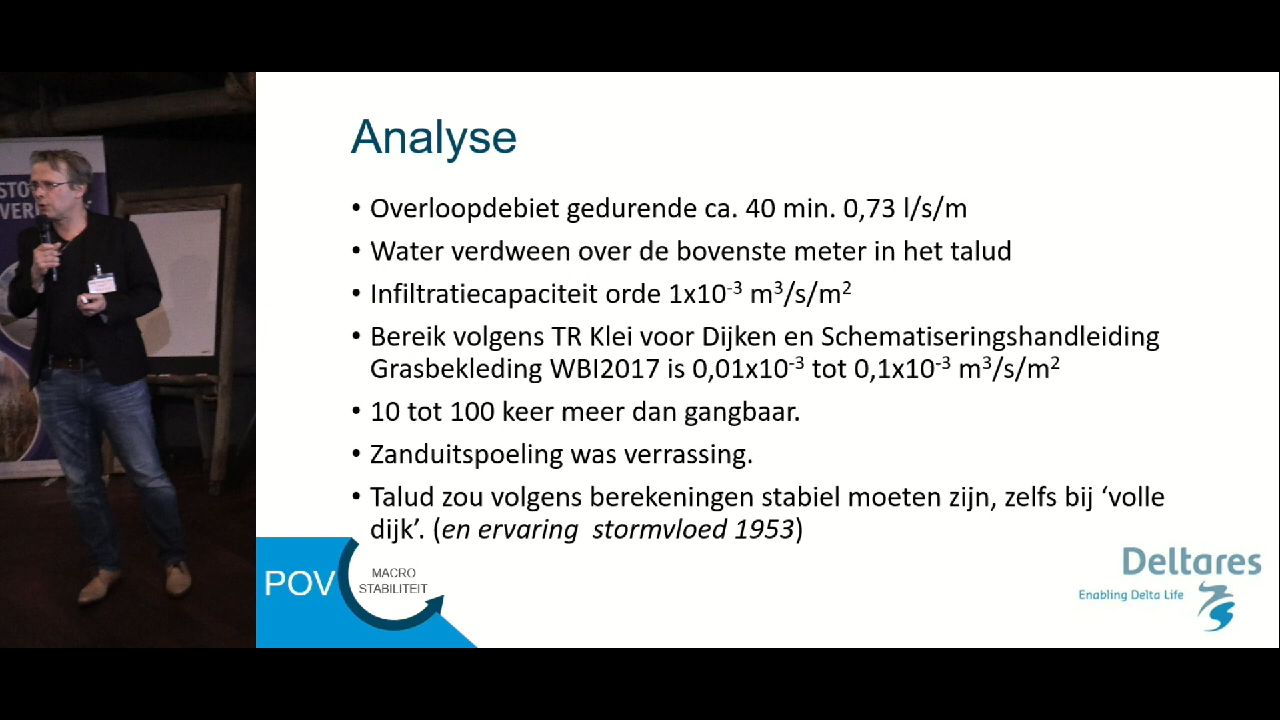 Analyse
• Overloopdebiet gedurende ca. 40 min. 0,73 l/s/m
• Water verdween over de bovenste meter in het talud
• Infiltratiecapaciteit orde 1x10⁻³ m³/s/m²
• Bereik volgens TR Klei voor Dijken en Schematiseringshandleiding
Grasbekleding WBI2017 is 0,01x10⁻³ tot 0,1x10⁻³ m³/s/m²
• 10 tot 100 keer meer dan gangbaar.
• Zanduitspoeling was verrassing.
• Talud zou volgens berekeningen stabiel moeten zijn, zelfs bij ‘volle
dijk’. (en ervaring  stormvloed 1953)
POV
MACRO
STABILITEIT
Deltares
Enabling Delta Life